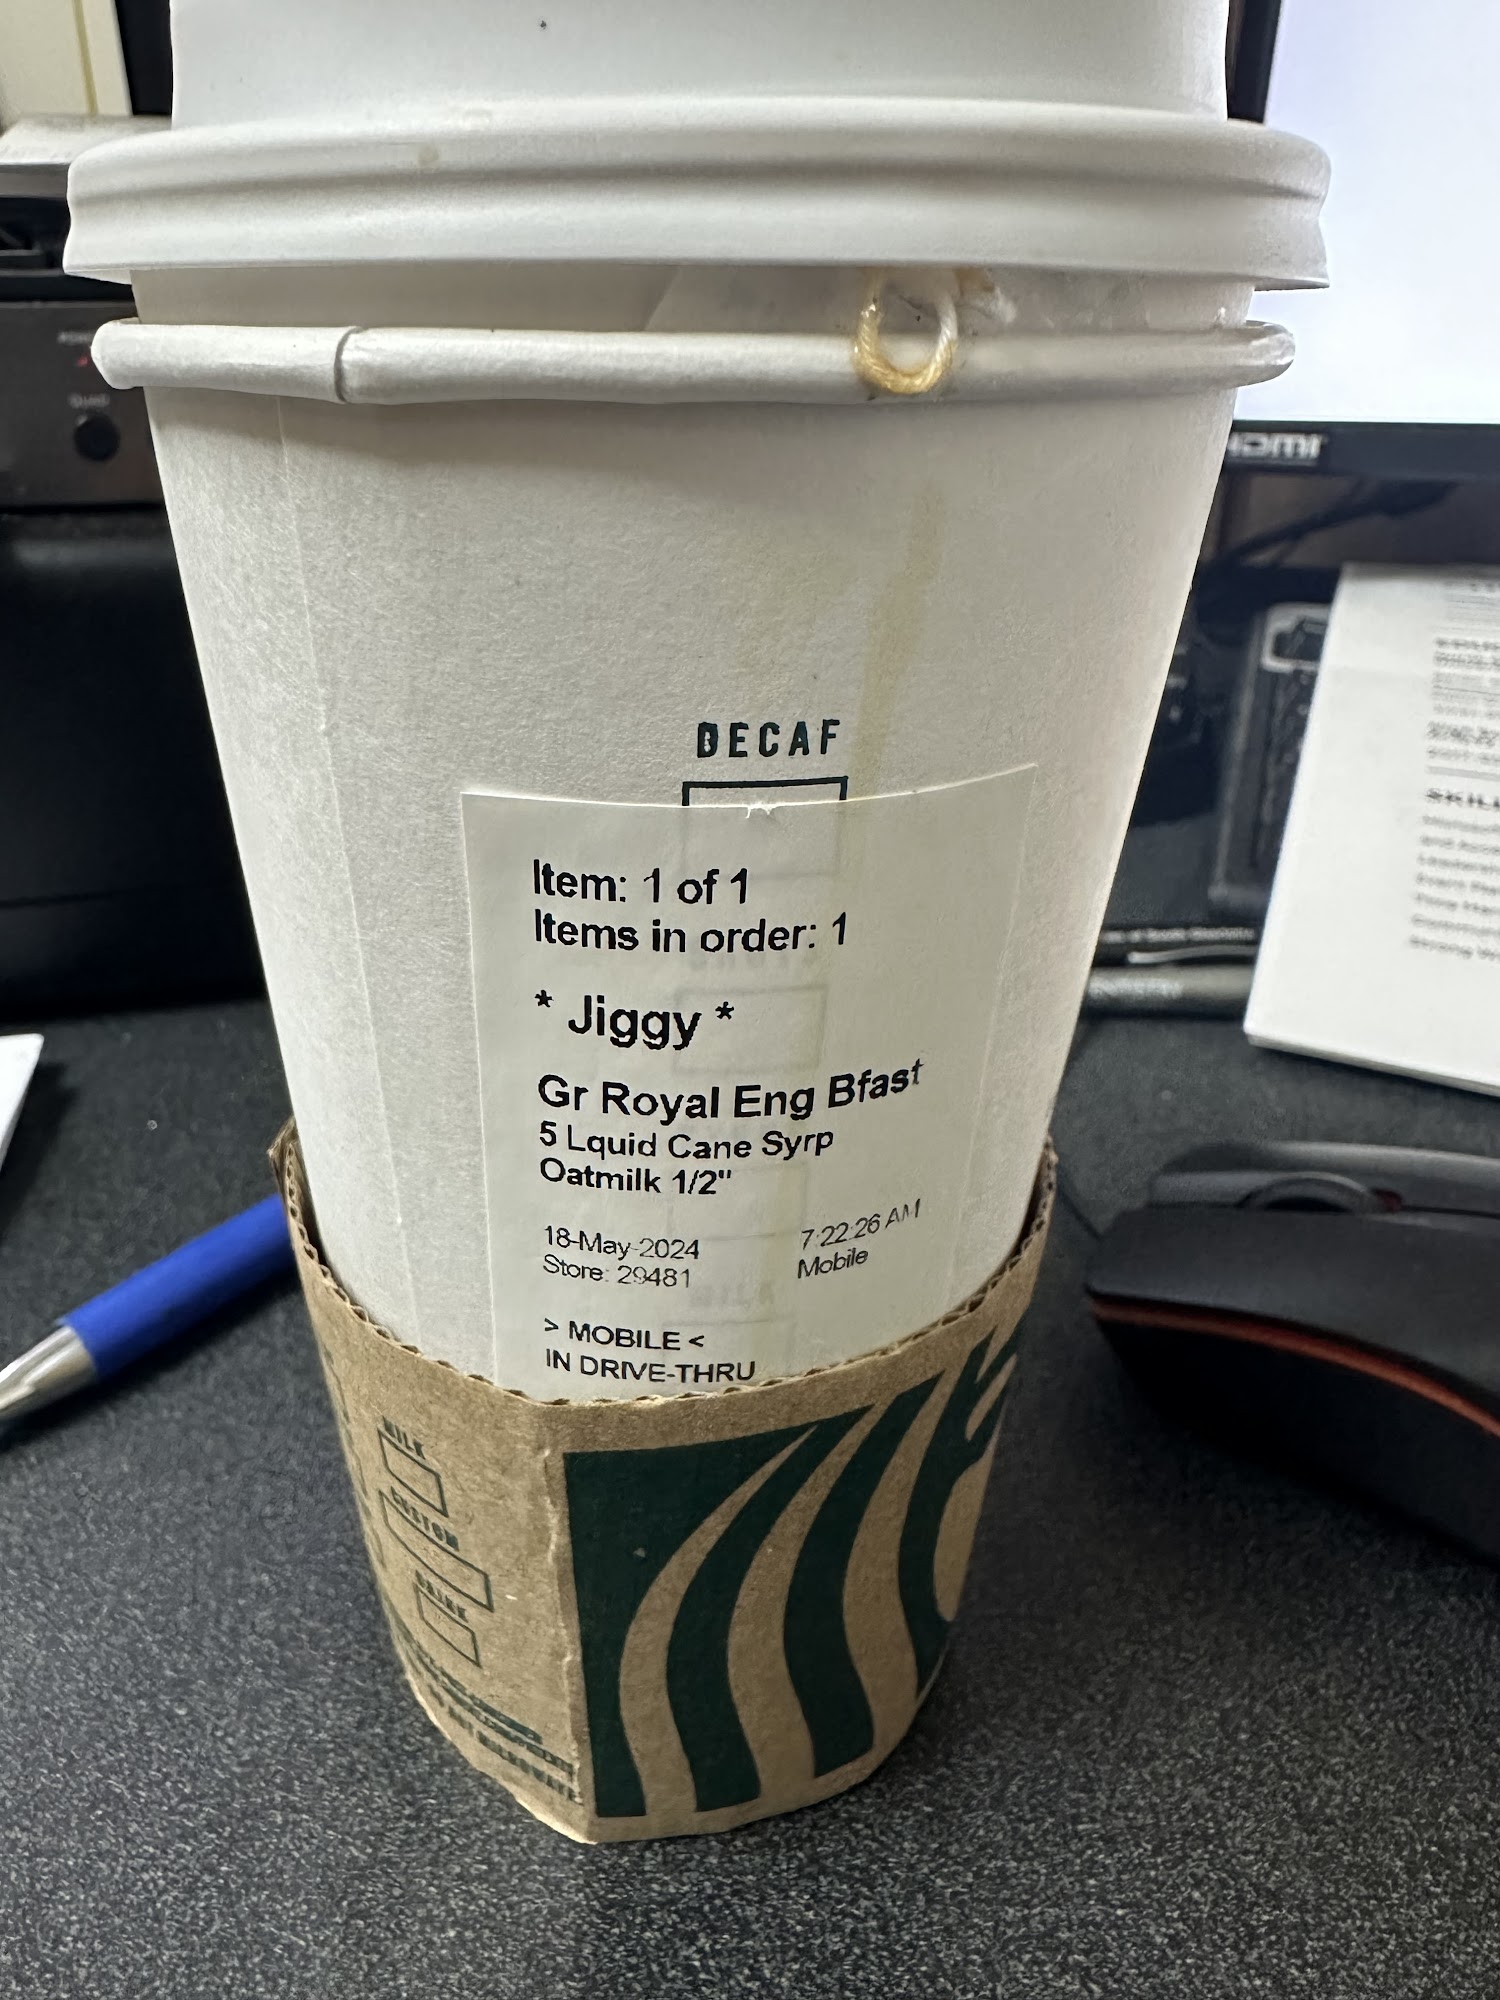 HDMI
DECAF
Item: 1 of 1
Items in order: 1
* Jiggy *
Gr Royal Eng Bfast
5 Lquid Cane Syrp
Oatmilk 1/2"
18-May-2024 7:22:26 AM
Store: 29481 Mobile
> MOBILE <
IN DRIVE-THRU
MILK
CUSTOM
DRINK
SKILL